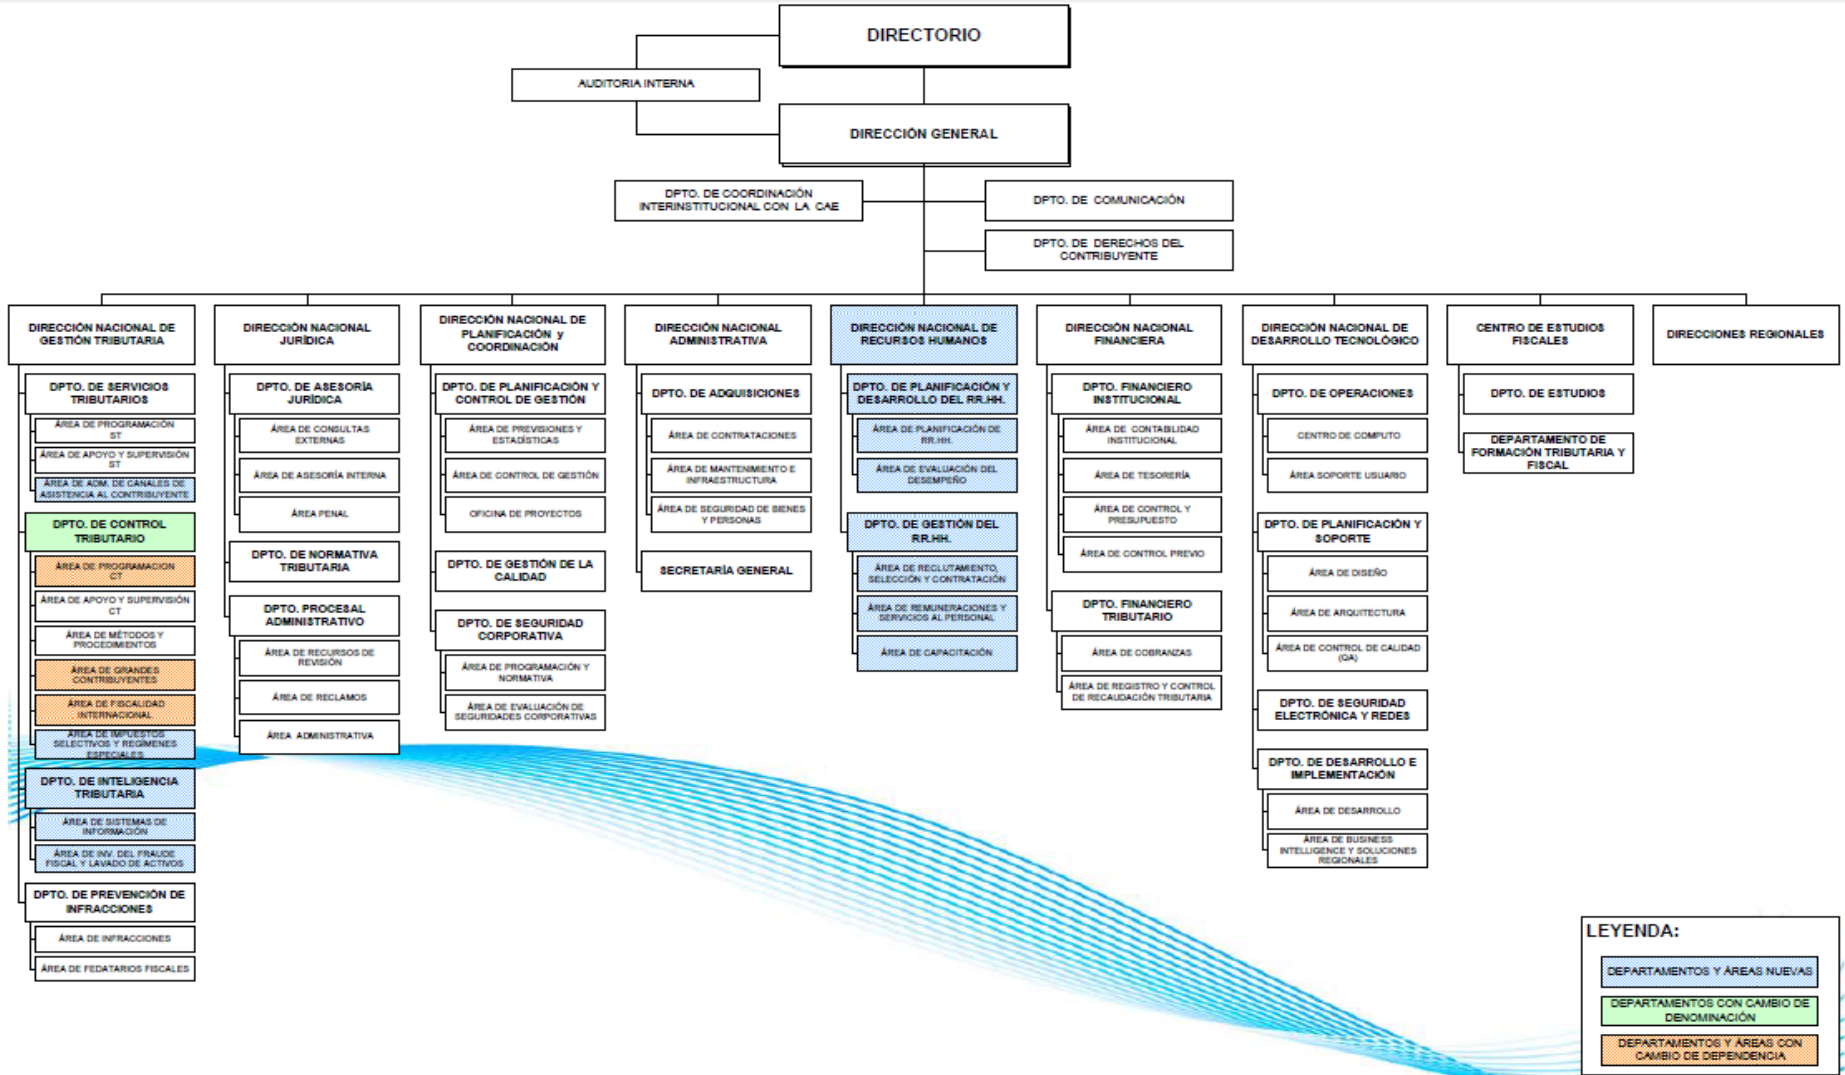 DIRECTORIO
AUDITORIA INTERNA
DIRECCIÓN GENERAL
DPTO. DE COORDINACIÓN
INTERINSTITUCIONAL CON LA CAE
DPTO. DE COMUNICACIÓN
DPTO. DE DERECHOS DEL
CONTRIBUYENTE
DIRECCIÓN NACIONAL DE
GESTIÓN TRIBUTARIA
DPTO. DE SERVICIOS
TRIBUTARIOS
ÁREA DE PROGRAMACIÓN
ST
ÁREA DE APOYO Y SUPERVISIÓN
ST
ÁREA DE ADM. DE CANALES DE
ASISTENCIA AL CONTRIBUYENTE
DPTO. DE CONTROL
TRIBUTARIO
ÁREA DE PROGRAMACION
CT
ÁREA DE APOYO Y SUPERVISIÓN
CT
ÁREA DE MÉTODOS Y
PROCEDIMIENTOS
ÁREA DE GRANDES
CONTRIBUYENTES
ÁREA DE FISCALIDAD
INTERNACIONAL
ÁREA DE IMPUESTOS
SELECTIVOS Y REGÍMENES
ESPECIALES
DPTO. DE INTELIGENCIA
TRIBUTARIA
ÁREA DE SISTEMAS DE
INFORMACIÓN
ÁREA DE INV. DEL FRAUDE
FISCAL Y LAVADO DE ACTIVOS
DPTO. DE PREVENCIÓN DE
INFRACCIONES
ÁREA DE INFRACCIONES
ÁREA DE FEDATARIOS FISCALES
DIRECCIÓN NACIONAL
JURÍDICA
DPTO. DE ASESORÍA
JURÍDICA
ÁREA DE CONSULTAS
EXTERNAS
ÁREA DE ASESORÍA INTERNA
ÁREA PENAL
DPTO. DE NORMATIVA
TRIBUTARIA
DPTO. PROCESAL
ADMINISTRATIVO
ÁREA DE RECURSOS DE
REVISIÓN
ÁREA DE RECLAMOS
ÁREA ADMINISTRATIVA
DIRECCIÓN NACIONAL DE
PLANIFICACIÓN y
COORDINACIÓN
DPTO. DE PLANIFICACIÓN Y
CONTROL DE GESTIÓN
ÁREA DE PREVISIONES Y
ESTADÍSTICAS
ÁREA DE CONTROL DE GESTIÓN
OFICINA DE PROYECTOS
DPTO. DE GESTIÓN DE LA
CALIDAD
DPTO. DE SEGURIDAD
CORPORATIVA
ÁREA DE PROGRAMACIÓN Y
NORMATIVA
ÁREA DE EVALUACIÓN DE
SEGURIDADES CORPORATIVAS
DIRECCIÓN NACIONAL
ADMINISTRATIVA
DPTO. DE ADQUISICIONES
ÁREA DE CONTRATACIONES
ÁREA DE MANTENIMIENTO E
INFRAESTRUCTURA
ÁREA DE SEGURIDAD DE BIENES
Y PERSONAS
SECRETARÍA GENERAL
DIRECCIÓN NACIONAL DE
RECURSOS HUMANOS
DPTO. DE PLANIFICACIÓN Y
DESARROLLO DEL RR.HH.
ÁREA DE PLANIFICACIÓN DE
RR.HH.
ÁREA DE EVALUACIÓN DEL
DESEMPEÑO
DPTO. DE GESTIÓN DEL
RR.HH.
ÁREA DE RECLUTAMIENTO,
SELECCIÓN Y CONTRATACIÓN
ÁREA DE REMUNERACIONES Y
SERVICIOS AL PERSONAL
ÁREA DE CAPACITACIÓN
DIRECCIÓN NACIONAL
FINANCIERA
DPTO. FINANCIERO
INSTITUCIONAL
ÁREA DE CONTABILIDAD
INSTITUCIONAL
ÁREA DE TESORERÍA
ÁREA DE CONTROL Y
PRESUPUESTO
ÁREA DE CONTROL PREVIO
DPTO. FINANCIERO
TRIBUTARIO
ÁREA DE COBRANZAS
ÁREA DE REGISTRO Y CONTROL
DE RECAUDACIÓN TRIBUTARIA
DIRECCIÓN NACIONAL DE
DESARROLLO TECNOLÓGICO
DPTO. DE OPERACIONES
CENTRO DE COMPUTO
ÁREA SOPORTE USUARIO
DPTO. DE PLANIFICACIÓN Y
SOPORTE
ÁREA DE DISEÑO
ÁREA DE ARQUITECTURA
ÁREA DE CONTROL DE CALIDAD
(QA)
DPTO. DE SEGURIDAD
ELECTRÓNICA Y REDES
DPTO. DE DESARROLLO E
IMPLEMENTACIÓN
ÁREA DE DESARROLLO
ÁREA DE BUSINESS
INTELLIGENCE Y SOLUCIONES
REGIONALES
CENTRO DE ESTUDIOS
FISCALES
DPTO. DE ESTUDIOS
DEPARTAMENTO DE
FORMACIÓN TRIBUTARIA Y
FISCAL
DIRECCIONES REGIONALES
LEYENDA:
DEPARTAMENTOS Y ÁREAS NUEVAS
DEPARTAMENTOS CON CAMBIO DE
DENOMINACIÓN
DEPARTAMENTOS Y ÁREAS CON
CAMBIO DE DEPENDENCIA